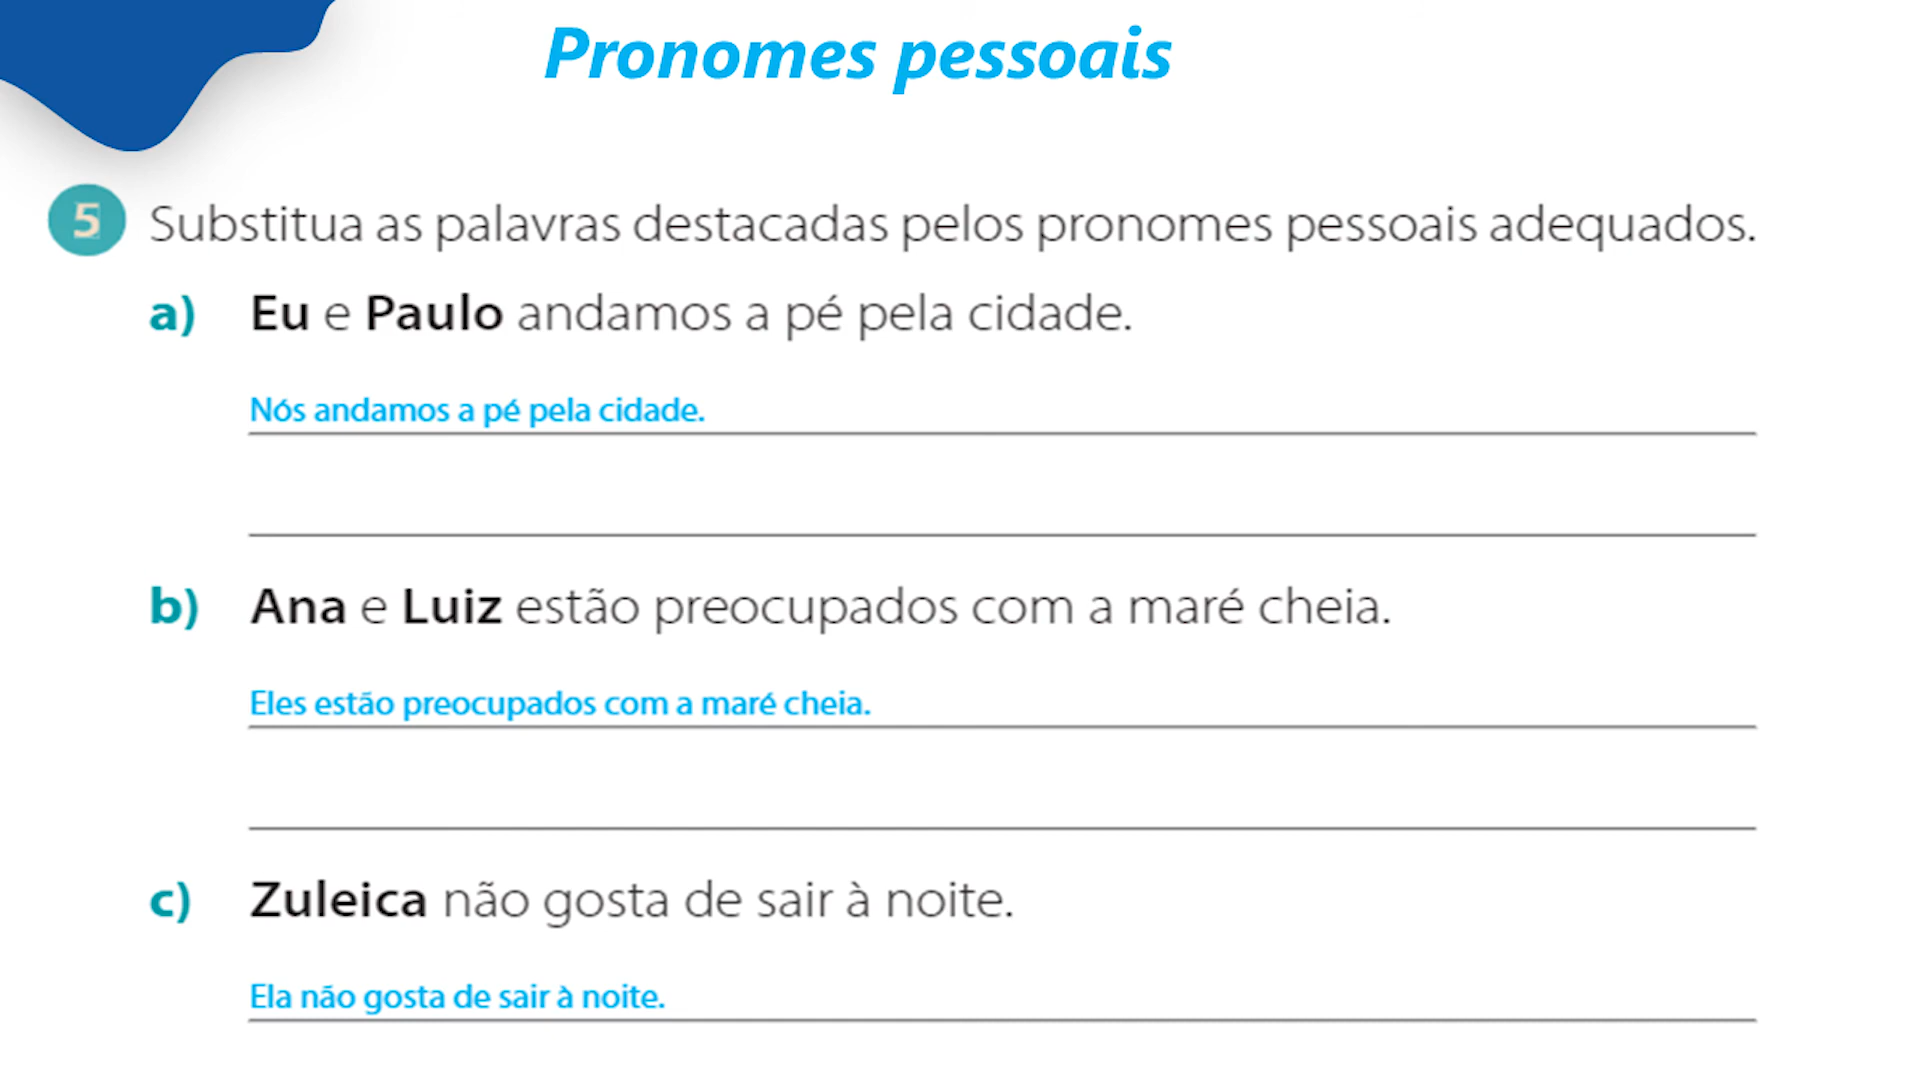 Pronomes pessoais
5 Substitua as palavras destacadas pelos pronomes pessoais adequados.
a) Eu e Paulo andamos a pé pela cidade.
Nós andamos a pé pela cidade.
b) Ana e Luiz estão preocupados com a maré cheia.
Eles estão preocupados com a maré cheia.
c) Zuleica não gosta de sair à noite.
Ela não gosta de sair à noite.